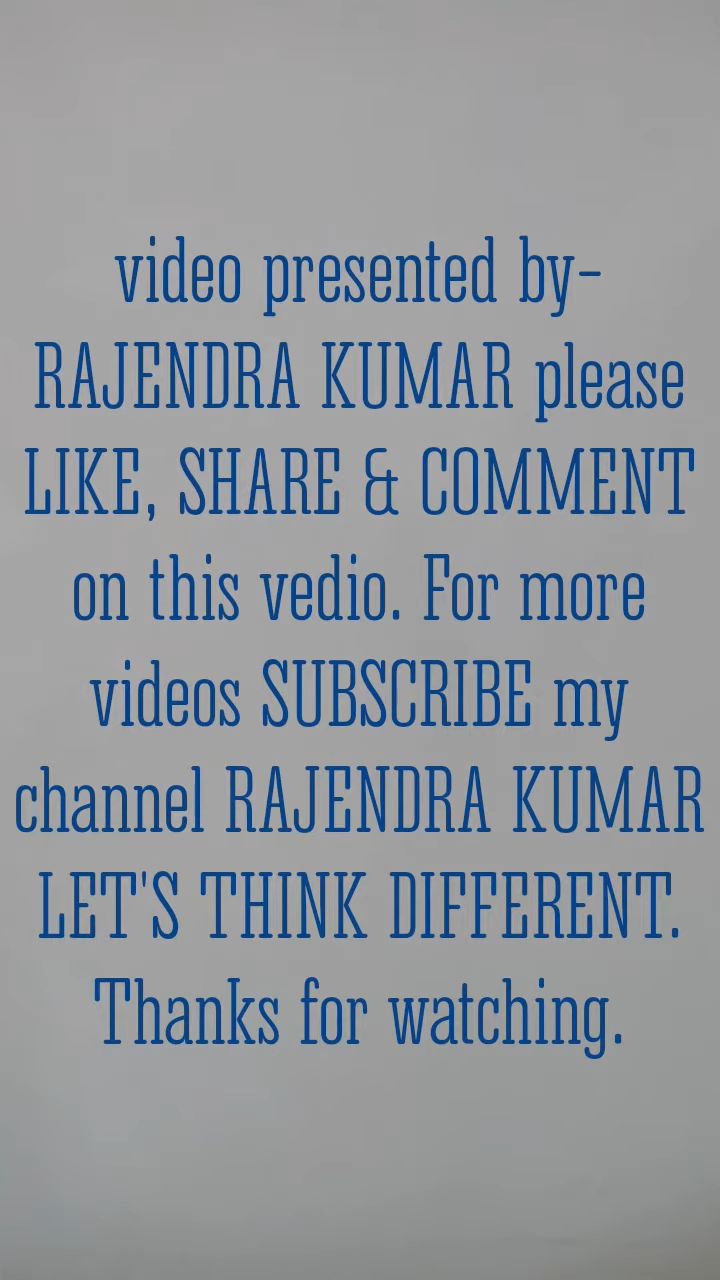 video presented by-
RAJENDRA KUMAR please
LIKE, SHARE & COMMENT
on this vedio. For more
videos SUBSCRIBE my
channel RAJENDRA KUMAR
LET'S THINK DIFFERENT.
Thanks for watching.